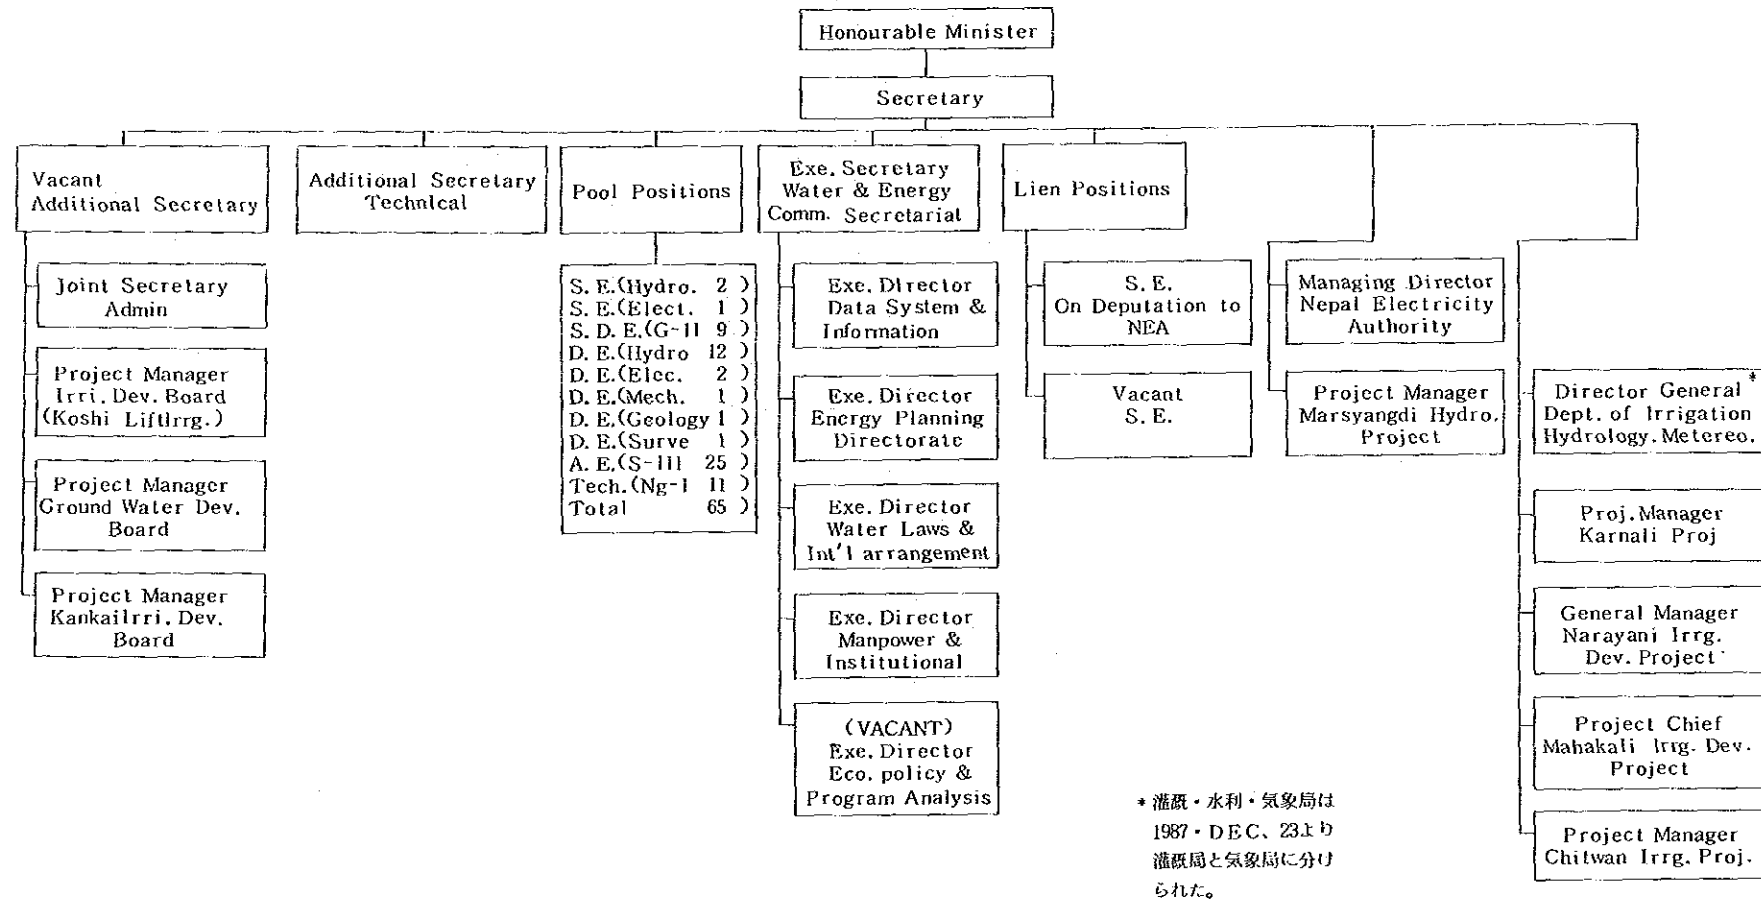 Honourable Minister
Secretary
Vacant
Additional Secretary
Joint Secretary
Admin
Project Manager
Irri. Dev. Board
(Koshi LiftIrrg.)
Project Manager
Ground Water Dev.
Board
Project Manager
KankaiIrri. Dev.
Board
Additional Secretary
Technical
Pool Positions
S. E.(Hydro. 2 )
S. E.(Elect. 1 )
S. D. E.(G-II 9 )
D. E.(Hydro 12 )
D. E.(Elec. 2 )
D. E.(Mech. 1 )
D. E.(Geology 1 )
D. E.(Surve 1 )
A. E.(S-III 25 )
Tech.(Ng-I 11 )
Total 65 )
Exe. Secretary
Water & Energy
Comm. Secretarial
Exe. Director
Data System &
Information
Exe. Director
Energy Planning
Directorate
Exe. Director
Water Laws &
Int'l arrangement
Exe. Director
Manpower &
Institutional
(VACANT)
Exe. Director
Eco. policy &
Program Analysis
Lien Positions
S. E.
On Deputation to
NEA
Vacant
S. E.
Managing Director
Nepal Electricity
Authority
Project Manager
Marsyangdi Hydro.
Project
Director General *
Dept. of Irrigation
Hydrology. Metereo.
Proj. Manager
Karnali Proj
General Manager
Narayani Irrg.
Dev. Project
Project Chief
Mahakali Irrg. Dev.
Project
Project Manager
Chitwan Irrg. Proj.
* 灌漑・水利・気象局は
1987・DEC、23より
灌漑局と気象局に分け
られた。